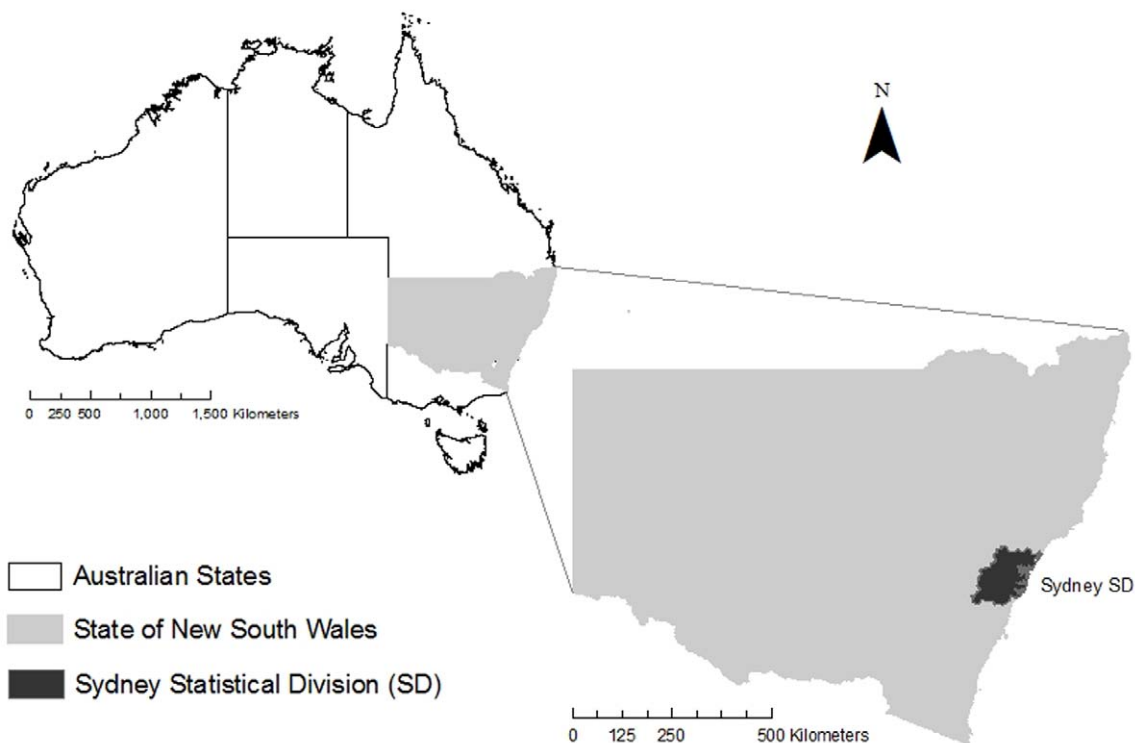 N
0 250 500 1,000 1,500 Kilometers
Australian States
State of New South Wales
Sydney Statistical Division (SD)
Sydney SD
0 125 250 500 Kilometers